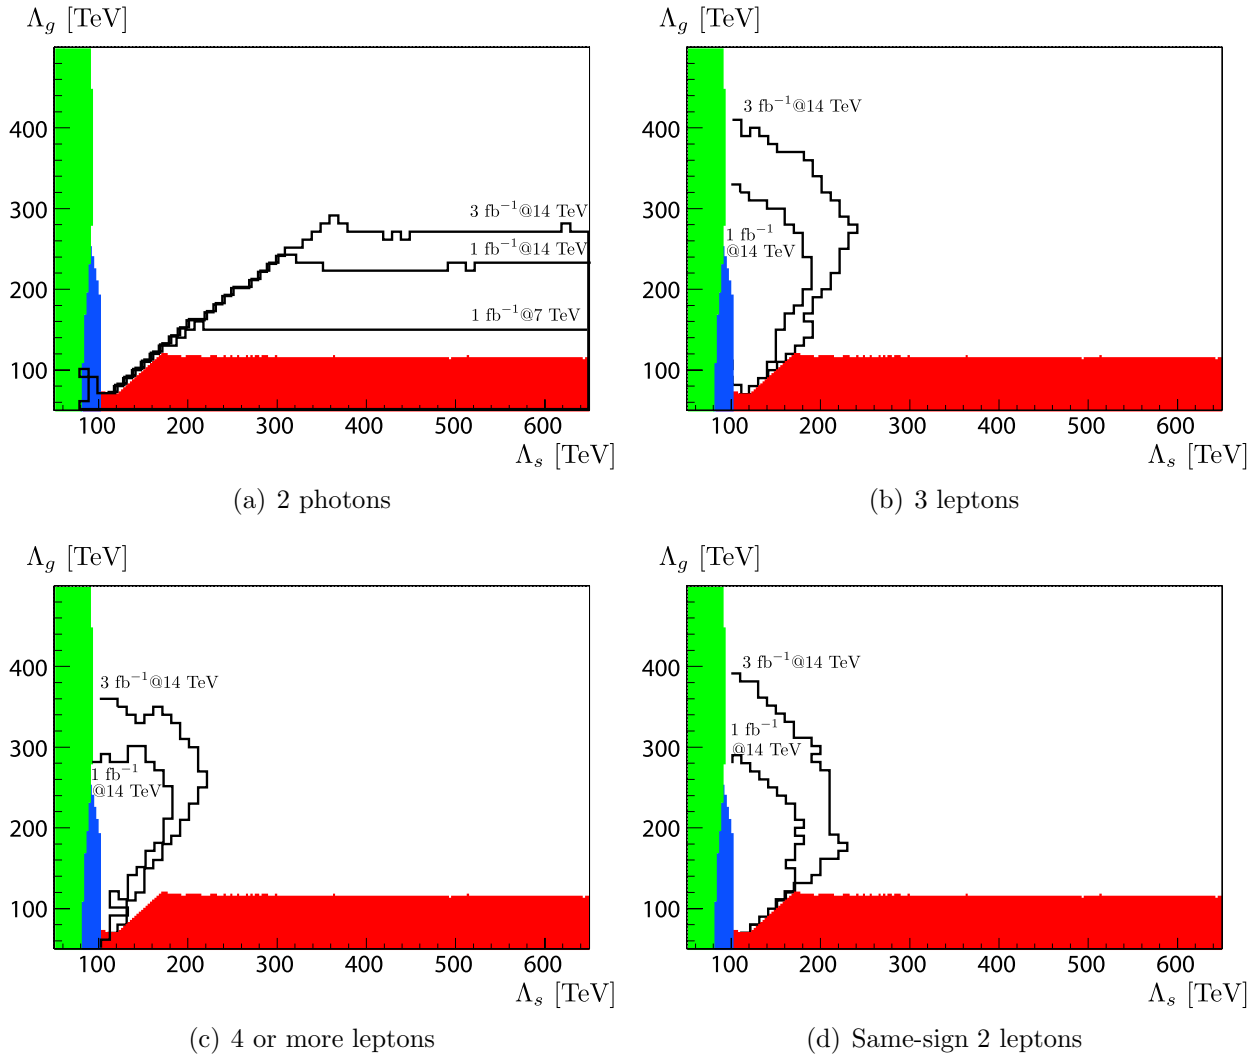 Λg [TeV]
400
300
200
100
3 fb−1@14 TeV
1 fb−1@14 TeV
1 fb−1@7 TeV
100 200 300 400 500 600
Λs [TeV]
(a) 2 photons
Λg [TeV]
400
300
200
100
3 fb−1@14 TeV
1 fb−1
@14 TeV
100 200 300 400 500 600
Λs [TeV]
(b) 3 leptons
Λg [TeV]
400
300
200
100
3 fb−1@14 TeV
1 fb−1
@14 TeV
100 200 300 400 500 600
Λs [TeV]
(c) 4 or more leptons
Λg [TeV]
400
300
200
100
3 fb−1@14 TeV
1 fb−1
@14 TeV
100 200 300 400 500 600
Λs [TeV]
(d) Same-sign 2 leptons